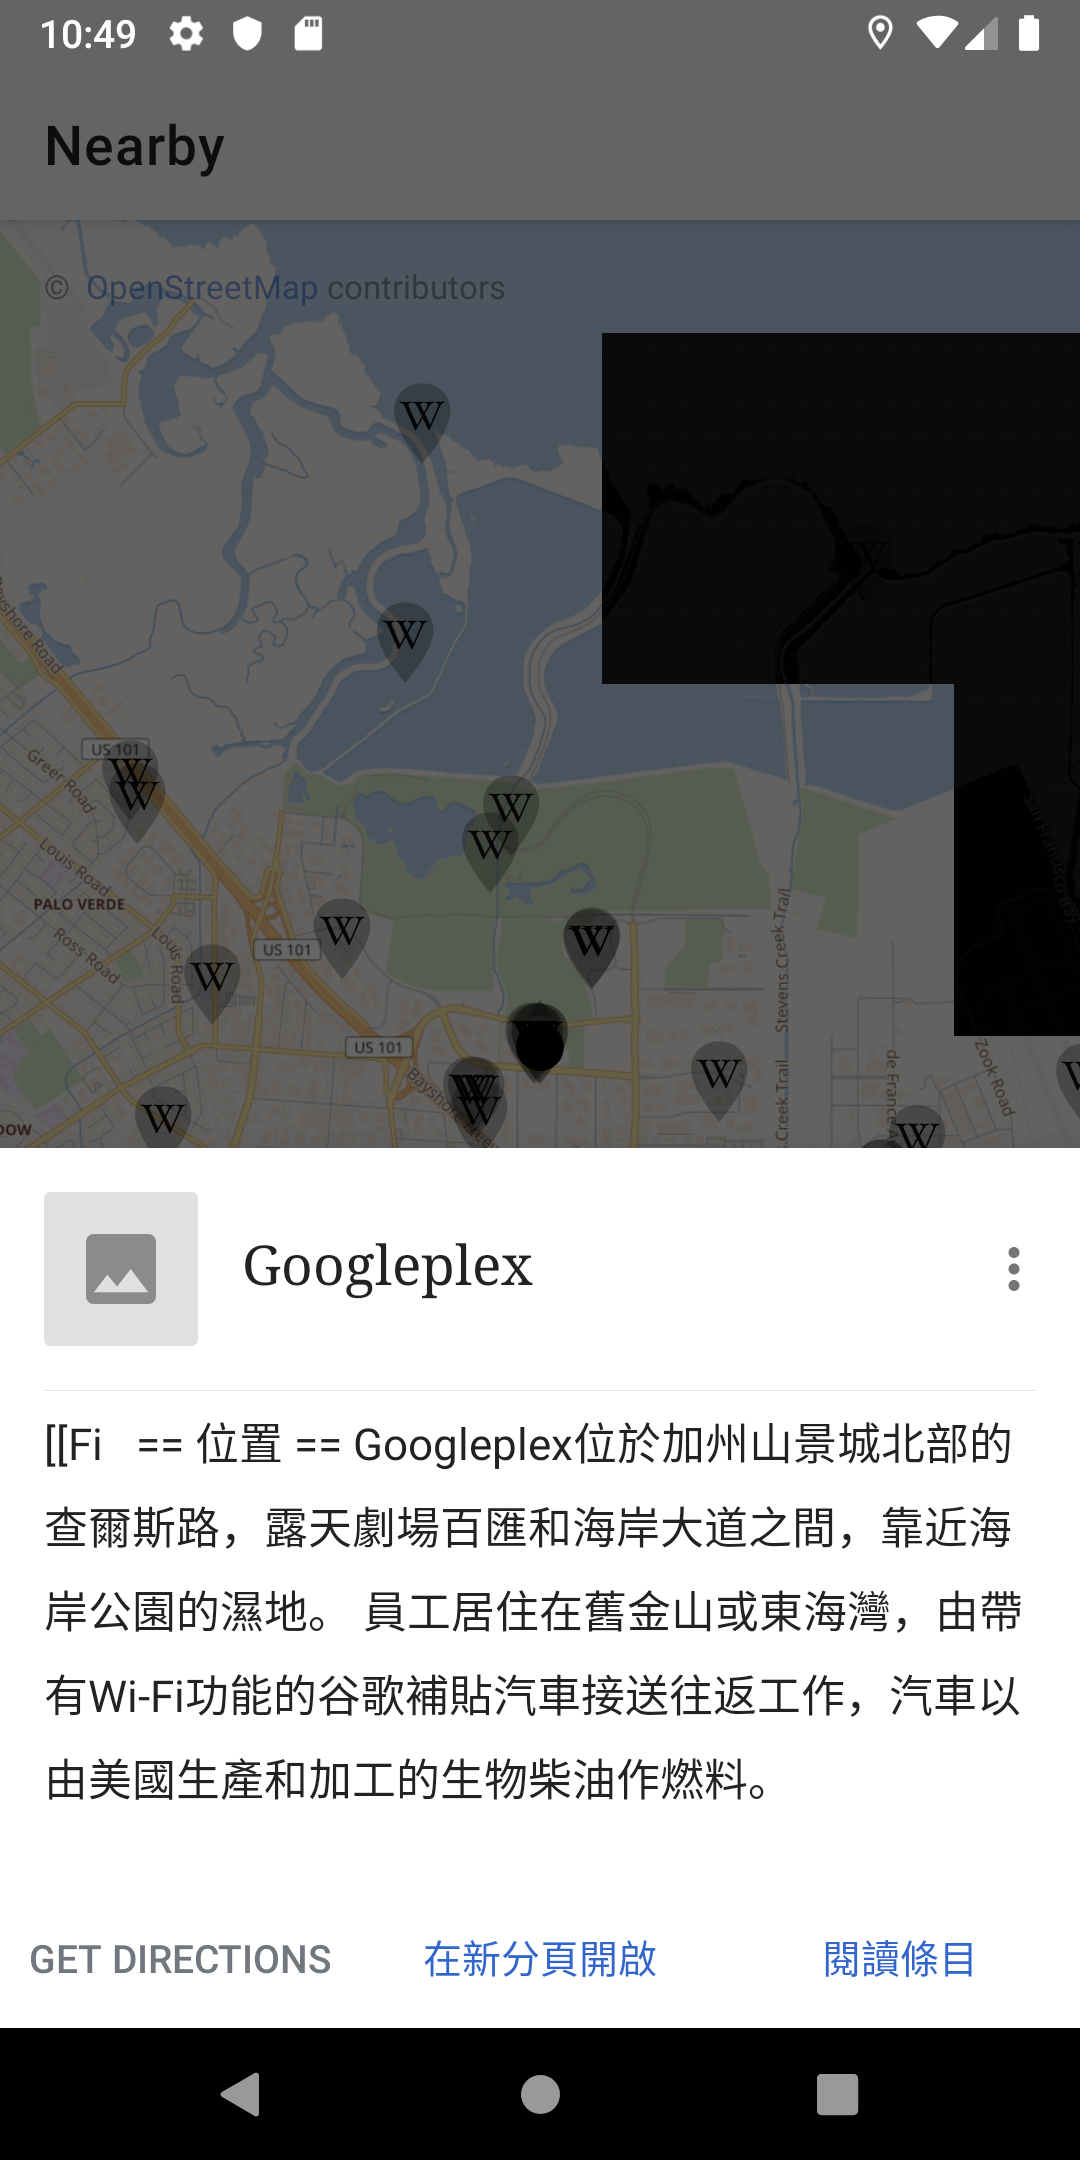 10:49
Nearby
© OpenStreetMap contributors
W
W
W
Bayshore Road
US 101
W
W
Greer Road
W
W
San Francisco Bay
Louis Road
PALO VERDE
W
Louis Road
Ross Road
W
US 101
W
Stevens Creek Trail
US 101
W
W
W
Zook Road
Bayshore Freeway
Creek Trail
W
W
DOW
[[Fi == 位置 == Googleplex位於加州山景城北部的
查爾斯路，露天劇場百匯和海岸大道之間，靠近海
岸公園的濕地。 員工居住在舊金山或東海灣，由帶
有Wi-Fi功能的谷歌補貼汽車接送往返工作，汽車以
由美國生產和加工的生物柴油作燃料。
Googleplex
GET DIRECTIONS 在新分頁開啟 閱讀條目